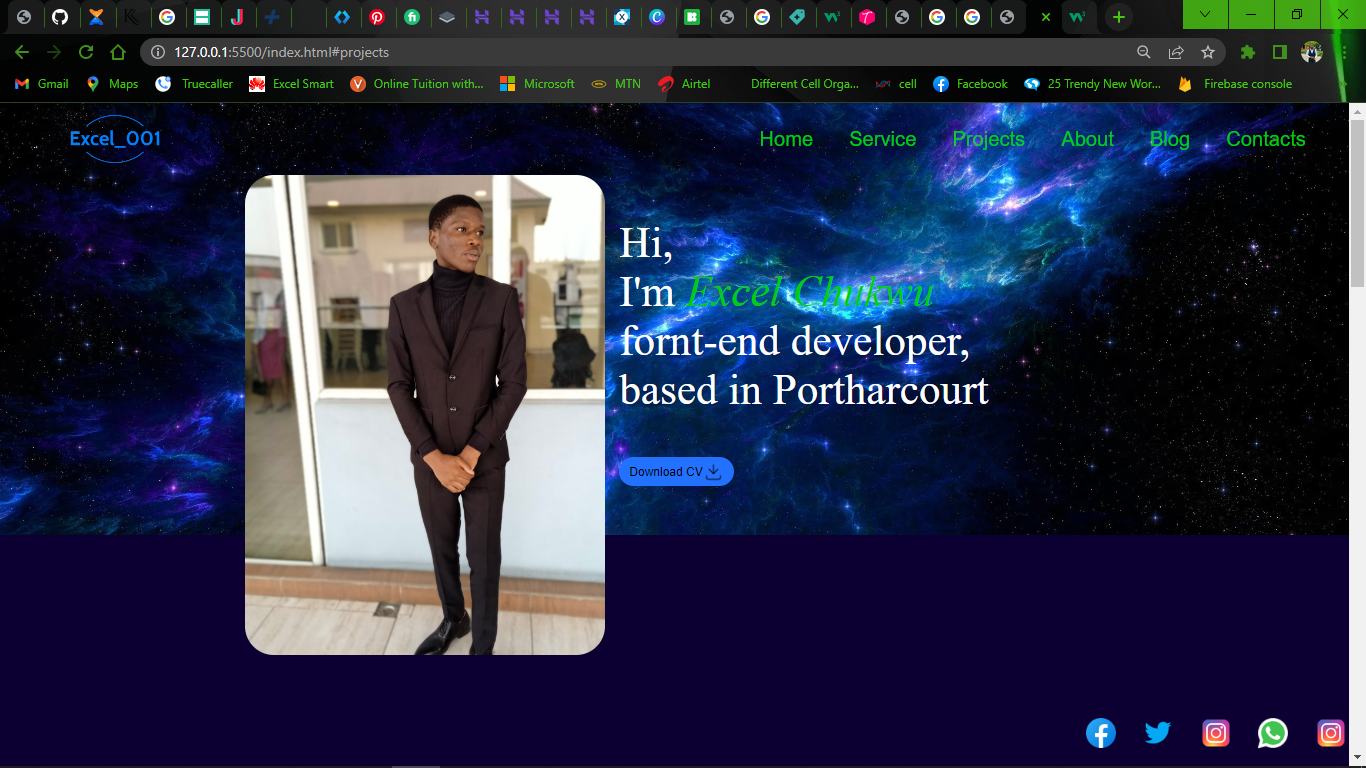 127.0.0.1:5500/index.html#projects
Gmail
Maps
Truecaller
Excel Smart
Online Tuition with...
Microsoft
MTN
Airtel
Different Cell Orga...
cell
Facebook
25 Trendy New Wor...
Firebase console
Excel_001
Home
Service
Projects
About
Blog
Contacts
Hi,
I'm Excel Chukwu
fornt-end developer,
based in Portharcourt
Download CV